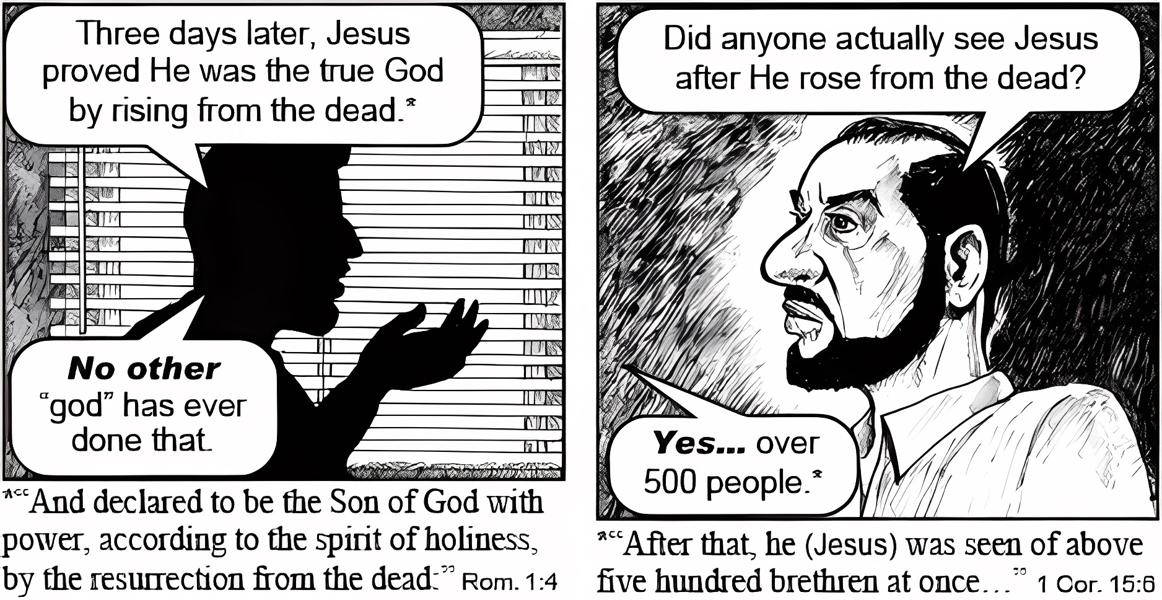 Three days later, Jesus
proved He was the true God
by rising from the dead.*
No other
"god" has ever
done that.
*"And declared to be the Son of God with
power, according to the spirit of holiness,
by the resurrection from the dead:" Rom. 1:4
Did anyone actually see Jesus
after He rose from the dead?
Yes... over
500 people.*
*"After that, he (Jesus) was seen of above
five hundred brethren at once..." 1 Cor. 15:6